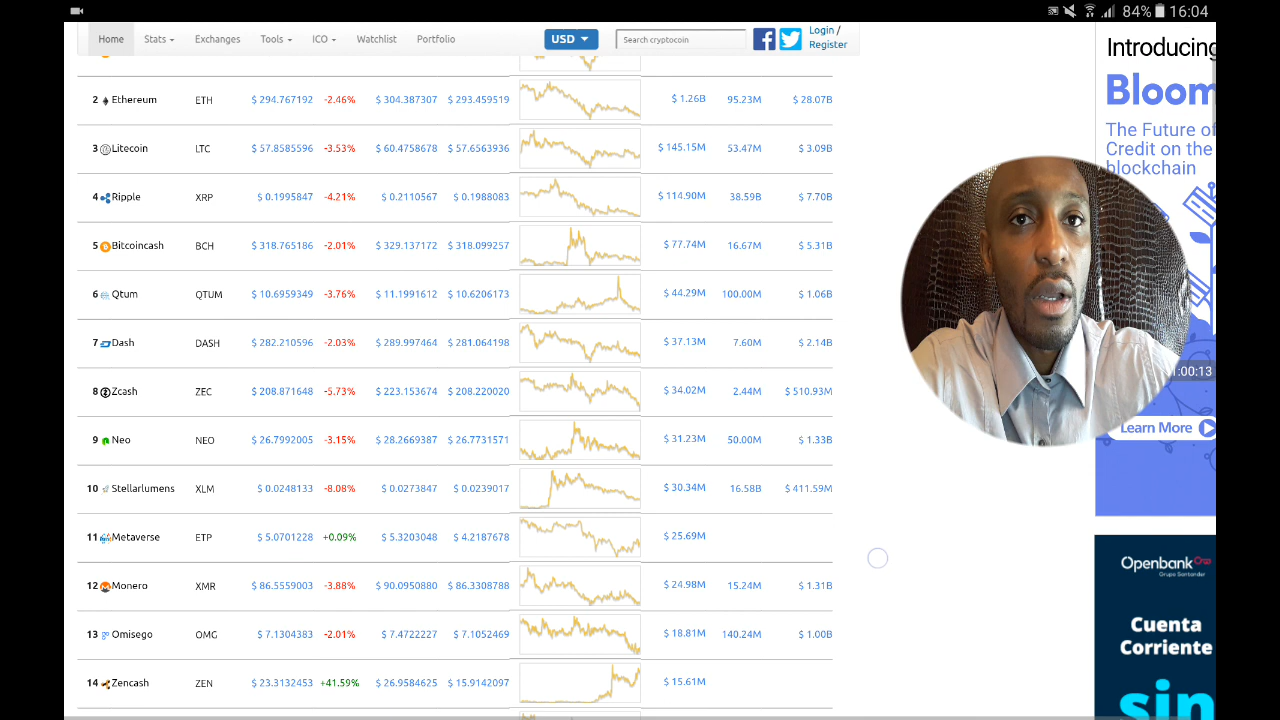 84% 16:04
Home Stats Exchanges Tools ICO Watchlist Portfolio USD Search cryptocoin Login / Register
2 Ethereum ETH $ 294.767192 -2.46% $ 304.387307 $ 293.459519 $ 1.26B 95.23M $ 28.07B
3 Litecoin LTC $ 57.8585596 -3.53% $ 60.4758678 $ 57.6563936 $ 145.15M 53.47M $ 3.09B
4 Ripple XRP $ 0.1995847 -4.21% $ 0.2110567 $ 0.1988083 $ 114.90M 38.59B $ 7.70B
5 Bitcoincash BCH $ 318.765186 -2.01% $ 329.137172 $ 318.099257 $ 77.74M 16.67M $ 5.31B
6 Qtum QTUM $ 10.6959349 -3.76% $ 11.1991612 $ 10.6206173 $ 44.29M 100.00M $ 1.06B
7 Dash DASH $ 282.210596 -2.03% $ 289.997464 $ 281.064198 $ 37.13M 7.60M $ 2.14B
8 Zcash ZEC $ 208.871648 -5.73% $ 223.153674 $ 208.220020 $ 34.02M 2.44M $ 510.93M
9 Neo NEO $ 26.7992005 -3.15% $ 28.2669387 $ 26.7731571 $ 31.23M 50.00M $ 1.33B
10 Stellarlumens XLM $ 0.0248133 -8.08% $ 0.0273847 $ 0.0239017 $ 30.34M 16.58B $ 411.59M
11 Metaverse ETP $ 5.0701228 +0.09% $ 5.3203048 $ 4.2187678 $ 25.69M
12 Monero XMR $ 86.5559003 -3.88% $ 90.0950880 $ 86.0340788 $ 24.98M 15.24M $ 1.31B
13 Omisego OMG $ 7.1304383 -2.01% $ 7.4722227 $ 7.1052469 $ 18.81M 140.24M $ 1.00B
14 Zencash ZEN $ 23.3132453 +41.59% $ 26.9584625 $ 15.9142097 $ 15.61M
Introducing
Bloom
The Future of
Credit on the
blockchain
1:00:13
Learn More
Openbank
Grupo Santander
Cuenta
Corriente
sin